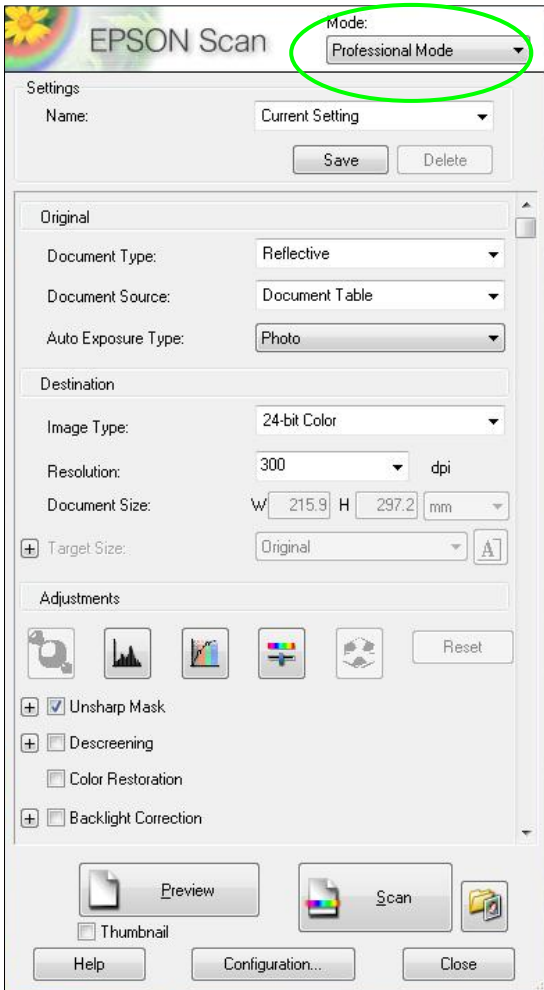 Mode:
EPSON Scan
Professional Mode
Settings
Name: Current Setting
Save Delete
Original
Document Type: Reflective
Document Source: Document Table
Auto Exposure Type: Photo
Destination
Image Type: 24-bit Color
Resolution: 300 dpi
Document Size: W 215.9 H 297.2 mm
+ Target Size: Original A
Adjustments
Reset
+ Unsharp Mask
+ Descreening
Color Restoration
+ Backlight Correction
Preview Scan
Thumbnail
Help Configuration... Close